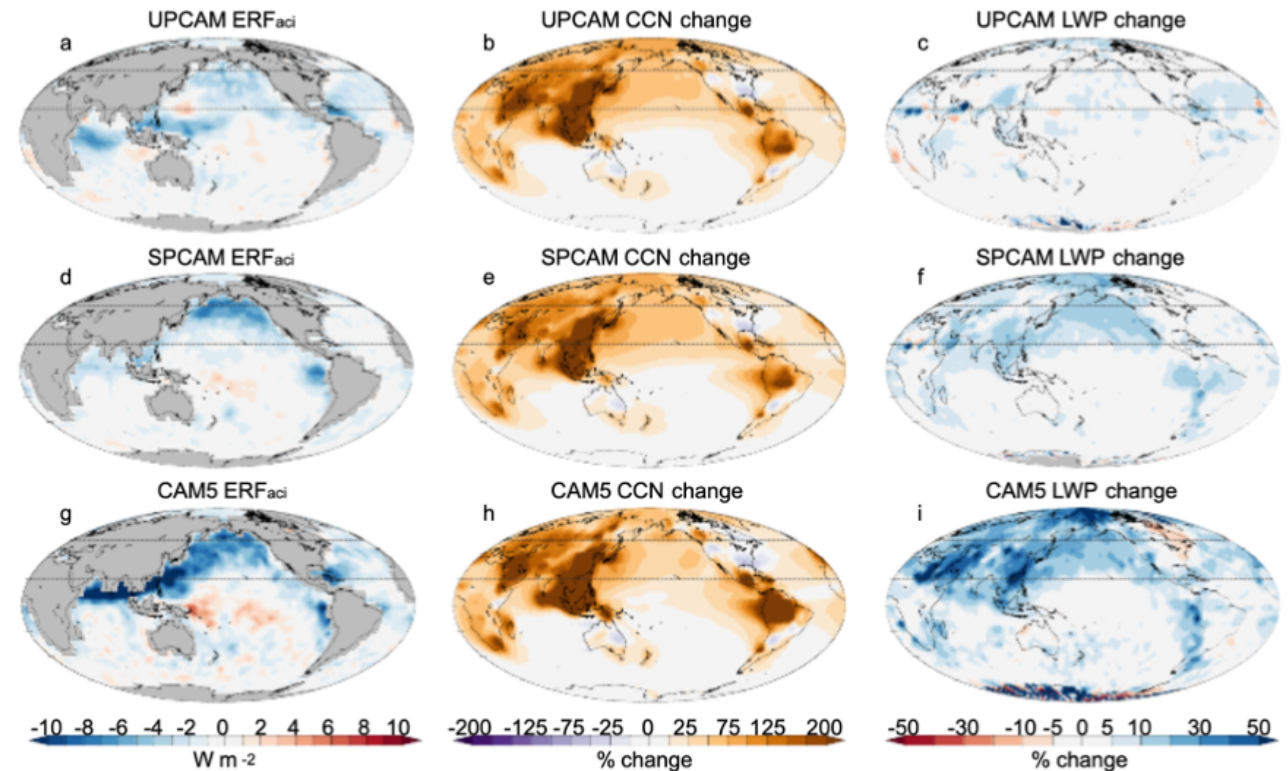 UPCAM ERFaci
UPCAM CCN change
UPCAM LWP change
a
b
c
SPCAM ERFaci
SPCAM CCN change
SPCAM LWP change
d
e
f
CAM5 ERFaci
CAM5 CCN change
CAM5 LWP change
g
h
i
-10 -8 -6 -4 -2 0 2 4 6 8 10
-200 -125 -75 -25 0 25 75 125 200
-50 -30 -10 -5 5 10 30 50
W m -2
% change
% change